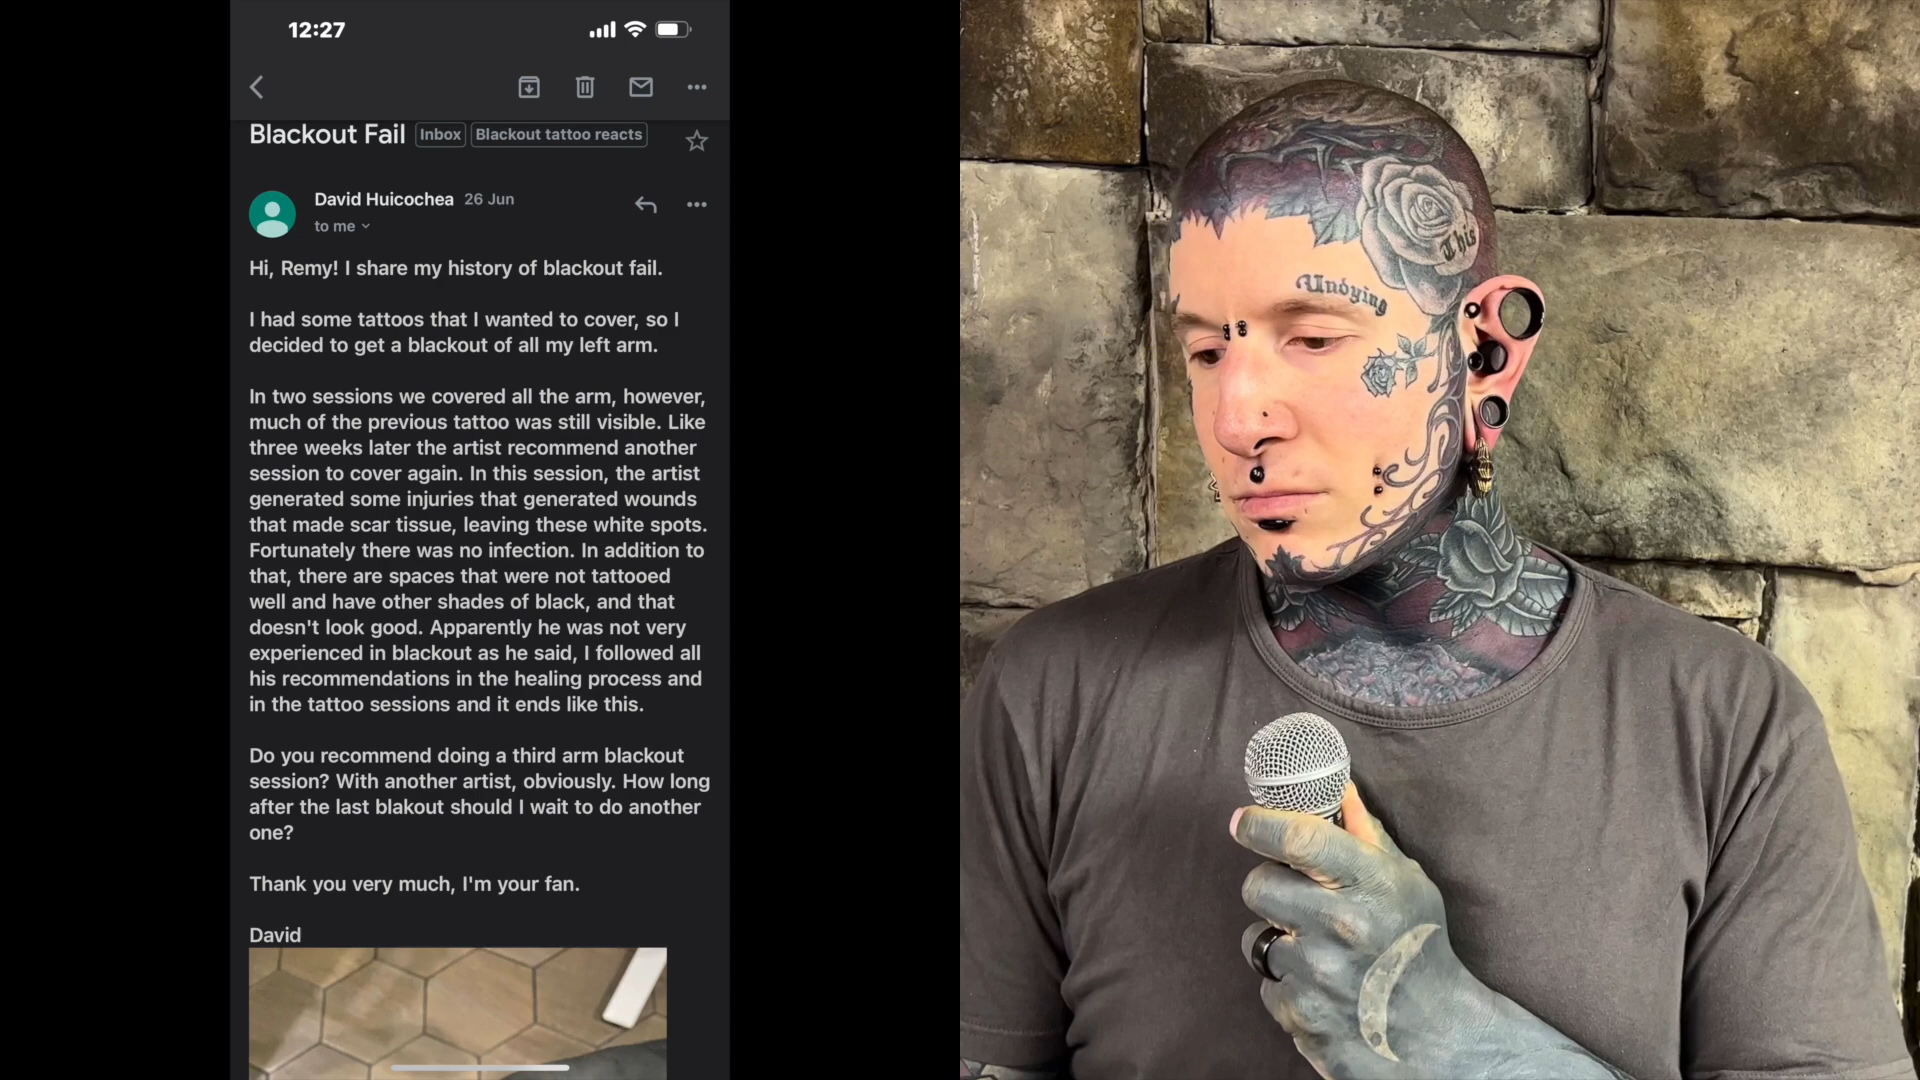 12:27
Blackout Fail Inbox Blackout tattoo reacts
David Huicochea 26 Jun
to me
Hi, Remy! I share my history of blackout fail.
I had some tattoos that I wanted to cover, so I
decided to get a blackout of all my left arm.
In two sessions we covered all the arm, however,
much of the previous tattoo was still visible. Like
three weeks later the artist recommend another
session to cover again. In this session, the artist
generated some injuries that generated wounds
that made scar tissue, leaving these white spots.
Fortunately there was no infection. In addition to
that, there are spaces that were not tattooed
well and have other shades of black, and that
doesn't look good. Apparently he was not very
experienced in blackout as he said, I followed all
his recommendations in the healing process and
in the tattoo sessions and it ends like this.
Do you recommend doing a third arm blackout
session? With another artist, obviously. How long
after the last blakout should I wait to do another
one?
Thank you very much, I'm your fan.
David
This
Undying